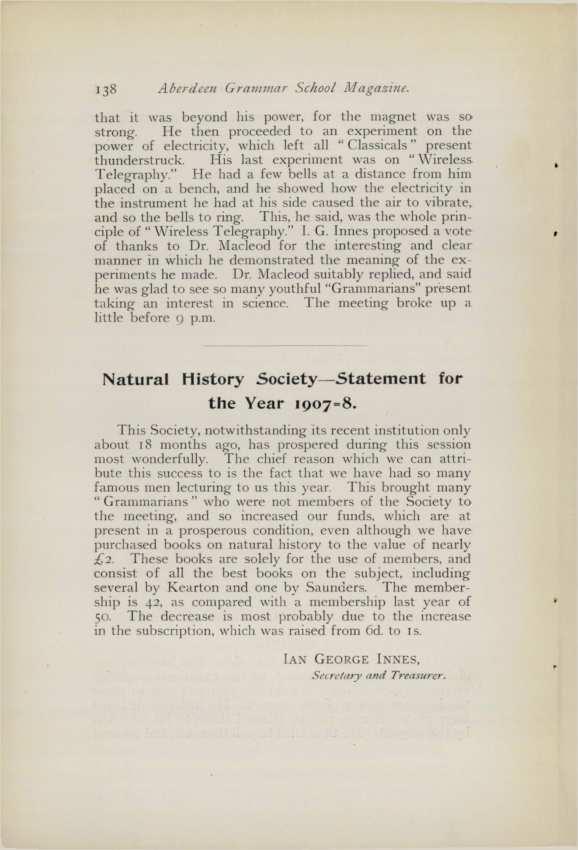 138 Aberdeen Grammar School Magazine.
that it was beyond his power, for the magnet was so
strong. He then proceeded to an experiment on the
power of electricity, which left all "Classicals" present
thunderstruck. His last experiment was on "Wireless
Telegraphy." He had a few bells at a distance from him
placed on a bench, and he showed how the electricity in
the instrument he had at his side caused the air to vibrate,
and so the bells to ring. This, he said, was the whole prin-
ciple of "Wireless Telegraphy." I. G. Innes proposed a vote
of thanks to Dr. Macleod for the interesting and clear
manner in which he demonstrated the meaning of the ex-
periments he made. Dr. Macleod suitably replied, and said
he was glad to see so many youthful "Grammarians" present
taking an interest in science. The meeting broke up a
little before 9 p.m.
Natural History Society—Statement for
the Year 1907=8.
This Society, notwithstanding its recent institution only
about 18 months ago, has prospered during this session
most wonderfully. The chief reason which we can attri-
bute this success to is the fact that we have had so many
famous men lecturing to us this year. This brought many
"Grammarians" who were not members of the Society to
the meeting, and so increased our funds, which are at
present in a prosperous condition, even although we have
purchased books on natural history to the value of nearly
£2. These books are solely for the use of members, and
consist of all the best books on the subject, including
several by Kearton and one by Saunders. The member-
ship is 42, as compared with a membership last year of
50. The decrease is most probably due to the increase
in the subscription, which was raised from 6d. to 1s.
IAN GEORGE INNES,
Secretary and Treasurer.